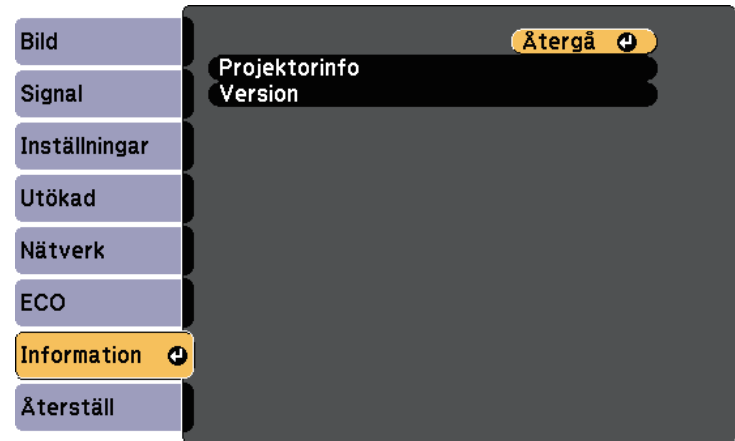 Bild
Signal
Inställningar
Utökad
Nätverk
ECO
Information
Återställ
Återgå
Projektorinfo
Version